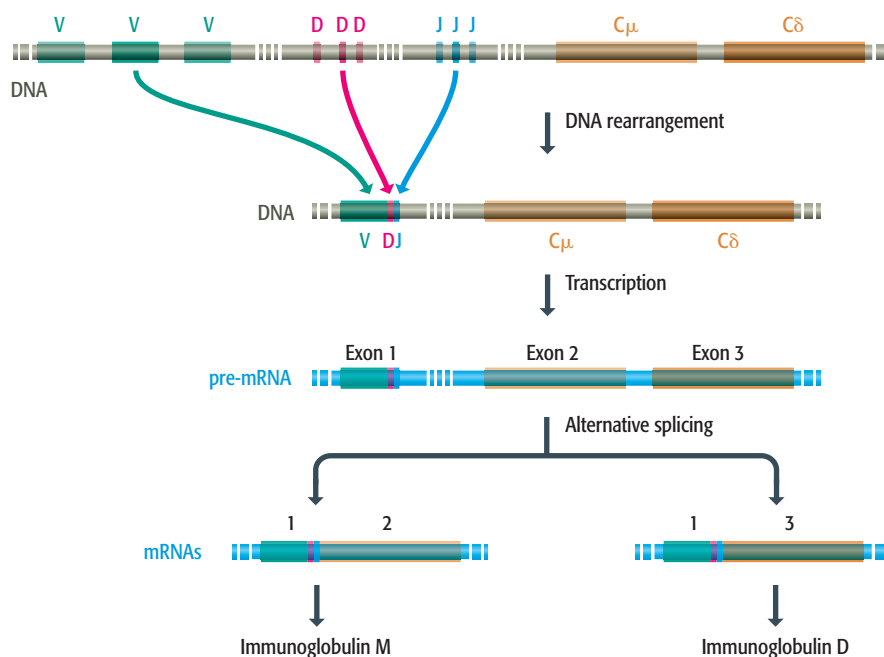 V V V D D D J J J Cμ Cδ
DNA
DNA rearrangement
DNA
V D J Cμ Cδ
Transcription
Exon 1 Exon 2 Exon 3
pre-mRNA
Alternative splicing
1 2 1 3
mRNAs
Immunoglobulin M Immunoglobulin D